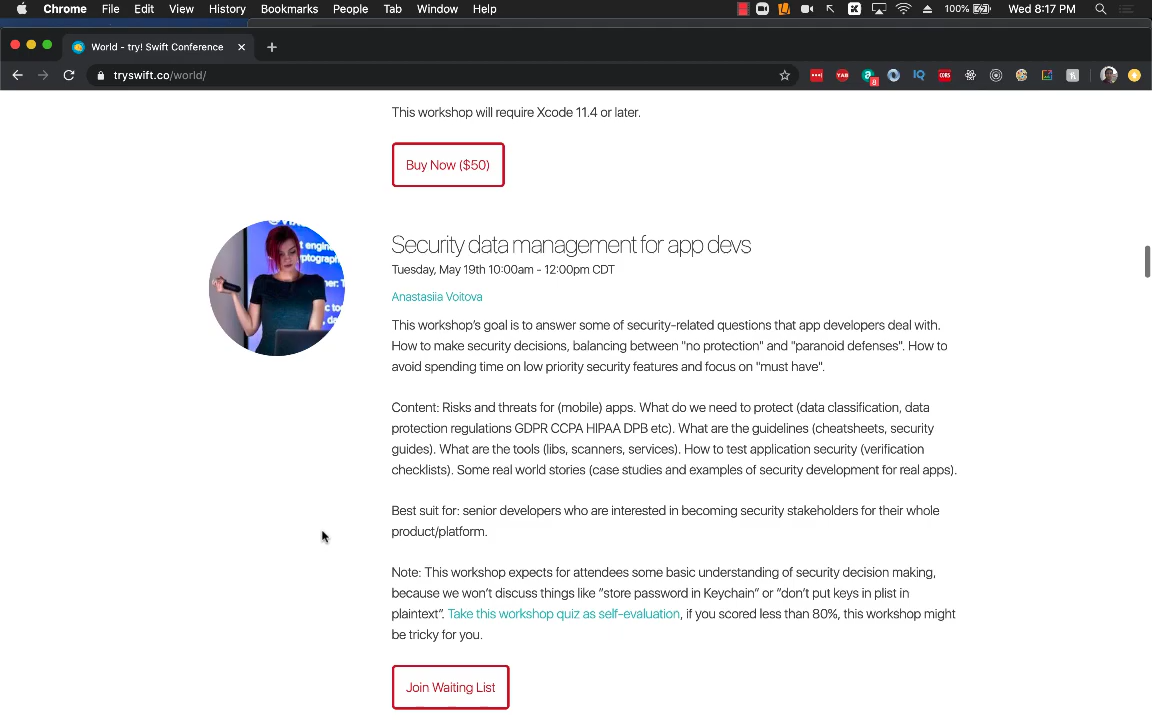 Chrome File Edit View History Bookmarks People Tab Window Help 100% Wed 8:17 PM
World - try! Swift Conference
tryswift.co/world/
YAB 8 IQ CORS
This workshop will require Xcode 11.4 or later.
Buy Now ($50)
Security data management for app devs
Tuesday, May 19th 10:00am - 12:00pm CDT
Anastasiia Voitova
This workshop's goal is to answer some of security-related questions that app developers deal with.
How to make security decisions, balancing between "no protection" and "paranoid defenses". How to
avoid spending time on low priority security features and focus on "must have".
Content: Risks and threats for (mobile) apps. What do we need to protect (data classification, data
protection regulations GDPR CCPA HIPAA DPB etc). What are the guidelines (cheatsheets, security
guides). What are the tools (libs, scanners, services). How to test application security (verification
checklists). Some real world stories (case studies and examples of security development for real apps).
Best suit for: senior developers who are interested in becoming security stakeholders for their whole
product/platform.
Note: This workshop expects for attendees some basic understanding of security decision making,
because we won't discuss things like "store password in Keychain" or "don't put keys in plist in
plaintext". Take this workshop quiz as self-evaluation, if you scored less than 80%, this workshop might
be tricky for you.
Join Waiting List